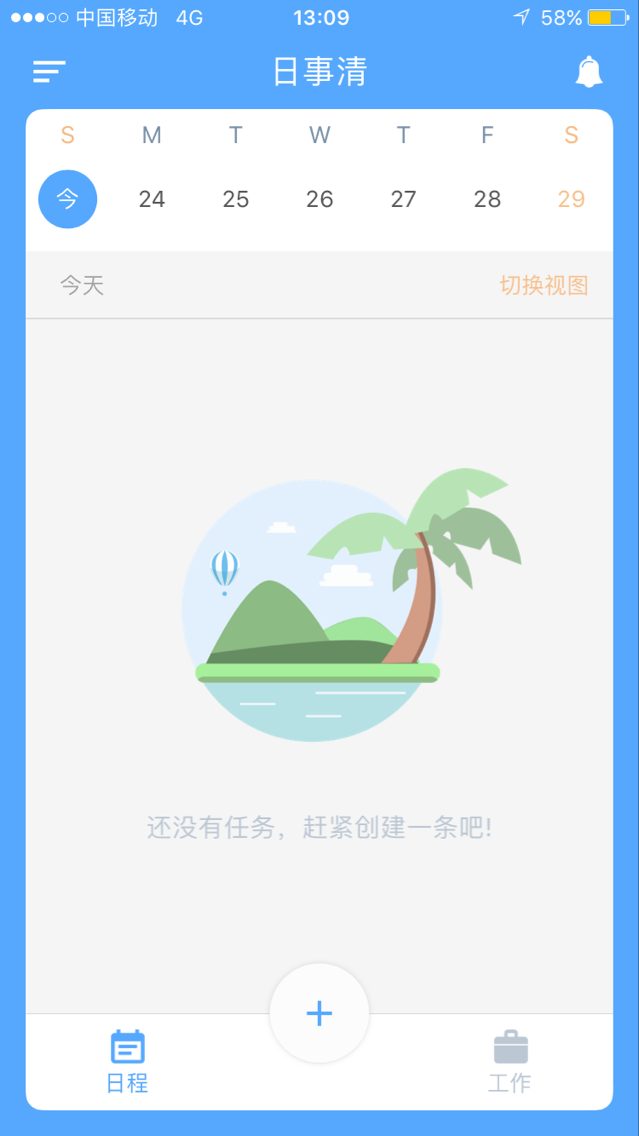 中国移动 4G 13:09 58%
日事清
S M T W T F S
今 24 25 26 27 28 29
今天 切换视图
还没有任务，赶紧创建一条吧!
+
日程 工作